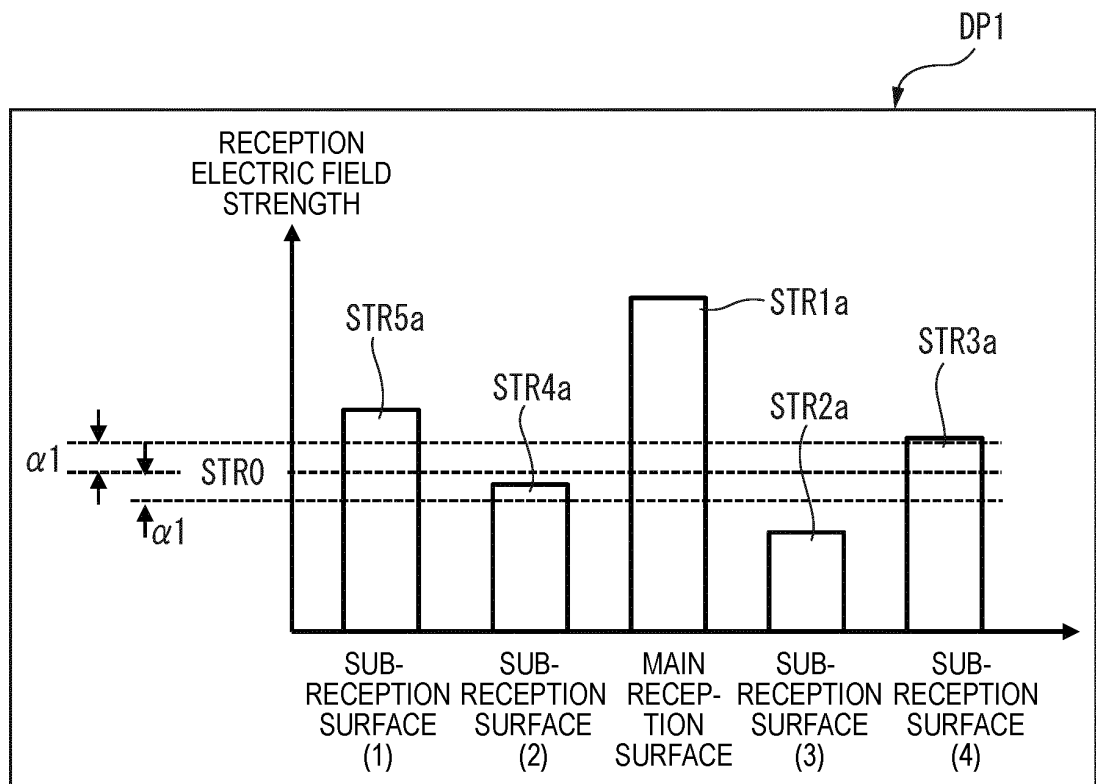 DP1
RECEPTION
ELECTRIC FIELD
STRENGTH
STR1a
STR5a
STR3a
STR4a
STR2a
α1
STR0
α1
SUB-
RECEPTION
SURFACE
(1)
SUB-
RECEPTION
SURFACE
(2)
MAIN
RECEP-
TION
SURFACE
SUB-
RECEPTION
SURFACE
(3)
SUB-
RECEPTION
SURFACE
(4)